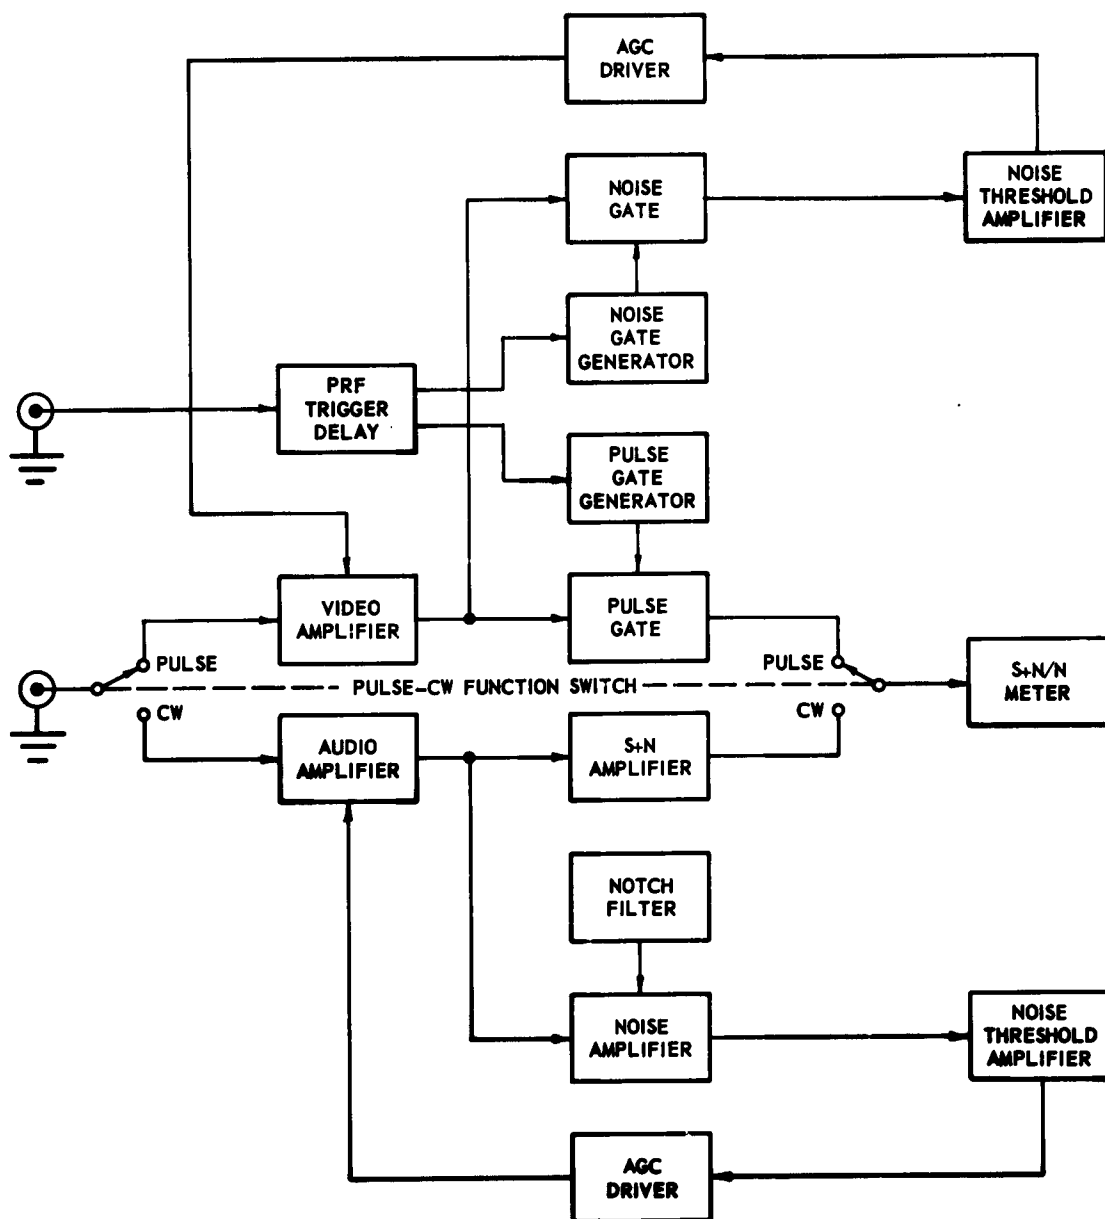 AGC
DRIVER
NOISE
GATE
NOISE
THRESHOLD
AMPLIFIER
NOISE
GATE
GENERATOR
PRF
TRIGGER
DELAY
PULSE
GATE
GENERATOR
VIDEO
AMPLIFIER
PULSE
GATE
PULSE
PULSE
S+N/N
METER
PULSE-CW FUNCTION SWITCH
CW
CW
AUDIO
AMPLIFIER
S+N
AMPLIFIER
NOTCH
FILTER
NOISE
AMPLIFIER
NOISE
THRESHOLD
AMPLIFIER
AGC
DRIVER